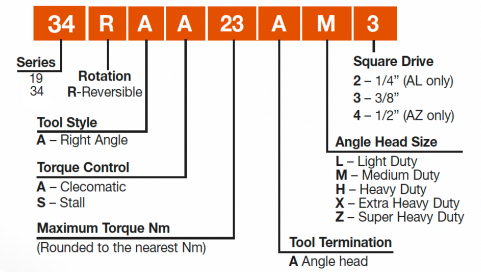 34 R A A 23 A M 3
Series
19
34
Rotation
R-Reversible
Tool Style
A – Right Angle
Torque Control
A – Clecomatic
S – Stall
Maximum Torque Nm
(Rounded to the nearest Nm)
Square Drive
2 – 1/4” (AL only)
3 – 3/8”
4 – 1/2” (AZ only)
Angle Head Size
L – Light Duty
M – Medium Duty
H – Heavy Duty
X – Extra Heavy Duty
Z – Super Heavy Duty
Tool Termination
A Angle head